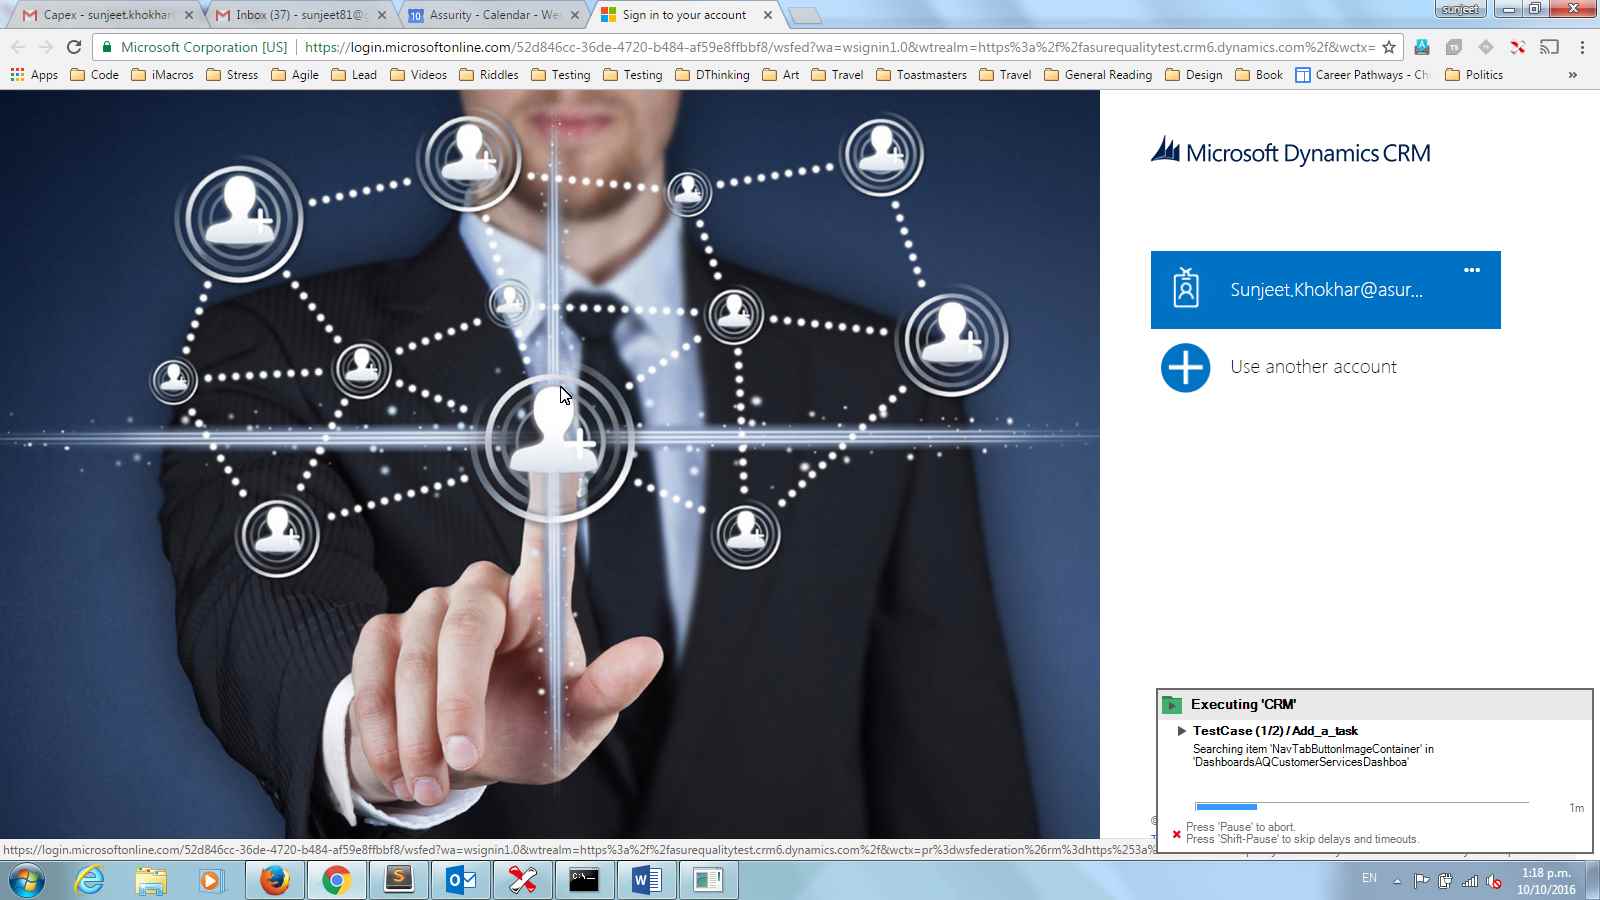 Capex - sunjeet.khokhar
Inbox (37) - sunjeet81@g
10 Assurity - Calendar - We
Sign in to your account
sunjeet
Microsoft Corporation [US] | https://login.microsoftonline.com/52d846cc-36de-4720-b484-af59e8ffbbf8/wsfed?wa=wsignin1.0&wtrealm=https%3a%2f%2fasurequalitytest.crm6.dynamics.com%2f&wctx=
Apps Code iMacros Stress Agile Lead Videos Riddles Testing Testing DThinking Art Travel Toastmasters Travel General Reading Design Book Career Pathways - Ch Politics »
Microsoft Dynamics CRM
Sunjeet.Khokhar@asur...
Use another account
Executing 'CRM'
TestCase (1/2) / Add_a_task
Searching item 'NavTabButtonImageContainer' in
'DashboardsAQCustomerServicesDashboa'
1m
Press 'Pause' to abort.
Press 'Shift-Pause' to skip delays and timeouts.
https://login.microsoftonline.com/52d846cc-36de-4720-b484-af59e8ffbbf8/wsfed?wa=wsignin1.0&wtrealm=https%3a%2f%2fasurequalitytest.crm6.dynamics.com%2f&wctx=pr%3dwsfederation%26rm%3dhttps%253a%
EN
1:18 p.m.
10/10/2016